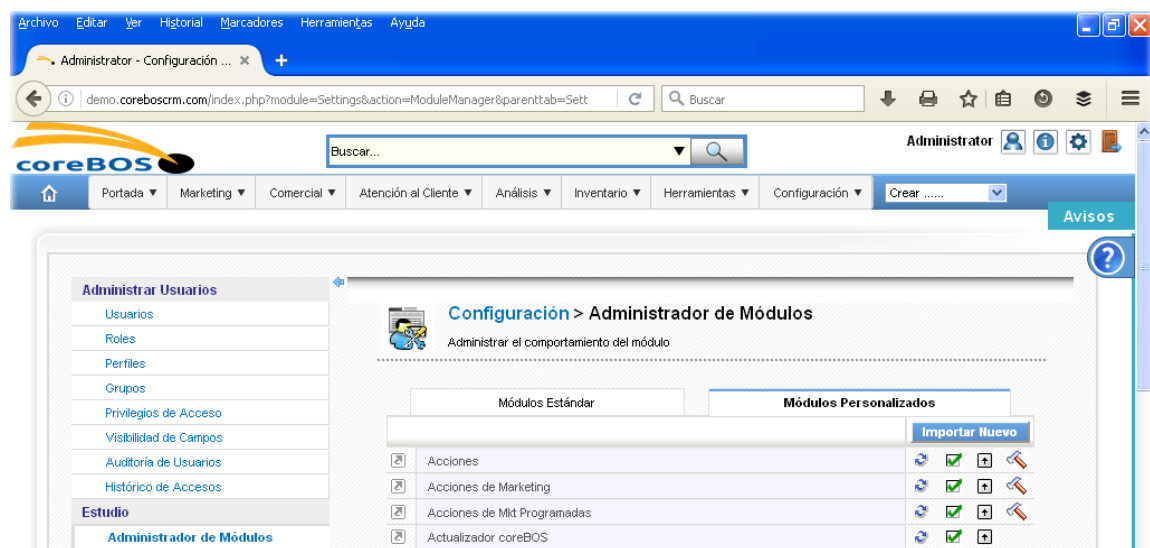 Archivo Editar Ver Historial Marcadores Herramientas Ayuda
Administrator - Configuración ...
demo.coreboscrm.com/index.php?module=Settings&action=ModuleManager&parenttab=Sett
Buscar
coreBOS
Buscar...
Administrator
Portada Marketing Comercial Atención al Cliente Análisis Inventario Herramientas Configuración Crear ......
Avisos
?
Administrar Usuarios
Usuarios
Roles
Perfiles
Grupos
Privilegios de Acceso
Visibilidad de Campos
Auditoría de Usuarios
Histórico de Accesos
Estudio
Administrador de Módulos
Configuración > Administrador de Módulos
Administrar el comportamiento del módulo
Módulos Estándar Módulos Personalizados
Importar Nuevo
Acciones
Acciones de Marketing
Acciones de Mkt Programadas
Actualizador coreBOS